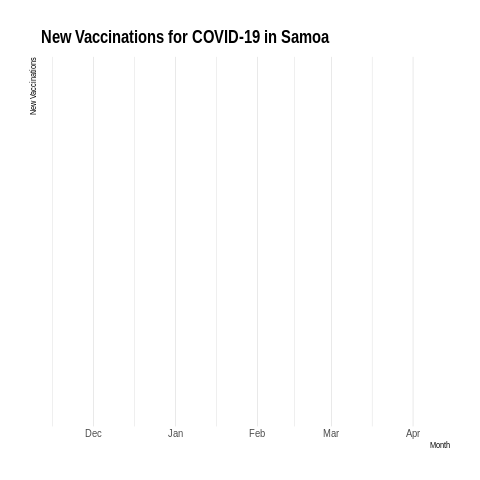 New Vaccinations for COVID-19 in Samoa
New Vaccinations
Dec Jan Feb Mar Apr
Month